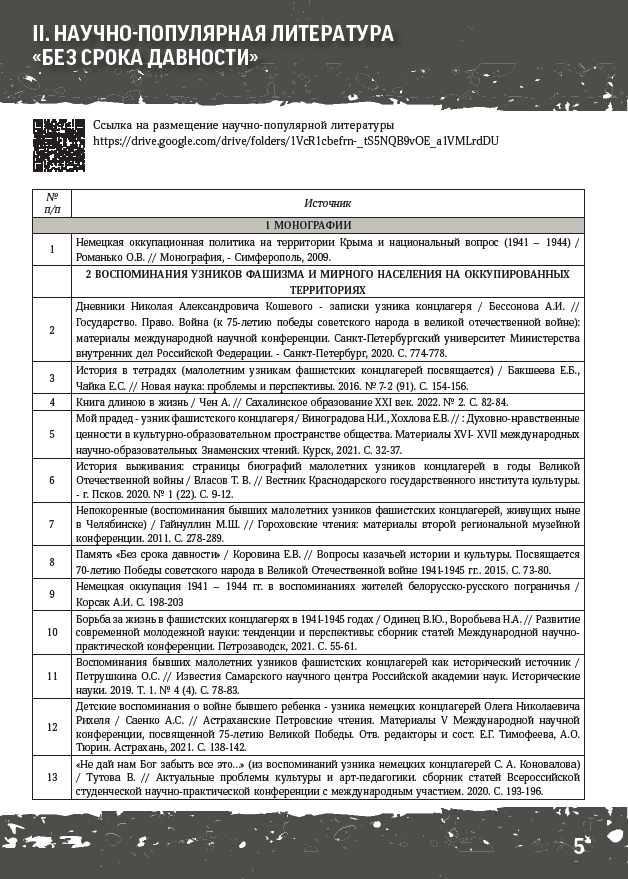 II. НАУЧНО-ПОПУЛЯРНАЯ ЛИТЕРАТУРА
«БЕЗ СРОКА ДАВНОСТИ»
Ссылка на размещение научно-популярной литературы
https://drive.google.com/drive/folders/1VcR1cbefrn-_tS5NQB9vOE_a1VMLrdDU
№
п/п
Источник
1 МОНОГРАФИИ
1
Немецкая оккупационная политика на территории Крыма и национальный вопрос (1941 – 1944) /
Романько О.В. // Монография, - Симферополь, 2009.
2 ВОСПОМИНАНИЯ УЗНИКОВ ФАШИЗМА И МИРНОГО НАСЕЛЕНИЯ НА ОККУПИРОВАННЫХ
ТЕРРИТОРИЯХ
2
Дневники Николая Александровича Кошевого - записки узника концлагеря / Бессонова А.И. //
Государство. Право. Война (к 75-летию победы советского народа в великой отечественной войне):
материалы международной научной конференции. Санкт-Петербургский университет Министерства
внутренних дел Российской Федерации. - Санкт-Петербург, 2020. С. 774-778.
3
История в тетрадях (малолетним узникам фашистских концлагерей посвящается) / Бакшеева Е.Б.,
Чайка Е.С. // Новая наука: проблемы и перспективы. 2016. № 7-2 (91). С. 154-156.
4
Книга длиною в жизнь / Чен А. // Сахалинское образование XXI век. 2022. № 2. С. 82-84.
5
Мой прадед - узник фашистского концлагеря / Виноградова Н.И., Хохлова Е.В. // : Духовно-нравственные
ценности в культурно-образовательном пространстве общества. Материалы XVI- XVII международных
научно-образовательных Знаменских чтений. Курск, 2021. С. 32-37.
6
История выживания: страницы биографий малолетних узников концлагерей в годы Великой
Отечественной войны / Власов Т. В. // Вестник Краснодарского государственного института культуры.
- г. Псков. 2020. № 1 (22). С. 9-12.
7
Непокоренные (воспоминания бывших малолетних узников фашистских концлагерей, живущих ныне
в Челябинске) / Гайнуллин М.Ш. // Гороховские чтения: материалы второй региональной музейной
конференции. 2011. С. 278-289.
8
Память «Без срока давности» / Коровина Е.В. // Вопросы казачьей истории и культуры. Посвящается
70-летию Победы советского народа в Великой Отечественной войне 1941-1945 гг.. 2015. С. 73-80.
9
Немецкая оккупация 1941 – 1944 гг. в воспоминаниях жителей белорусско-русского пограничья /
Корсак А.И. С. 198-203
10
Борьба за жизнь в фашистских концлагерях в 1941-1945 годах / Одинец В.Ю., Воробьева Н.А. // Развитие
современной молодежной науки: тенденции и перспективы: сборник статей Международной научно-
практической конференции. Петрозаводск, 2021. С. 55-61.
11
Воспоминания бывших малолетних узников фашистских концлагерей как исторический источник /
Петрушкина О.С. // Известия Самарского научного центра Российской академии наук. Исторические
науки. 2019. Т. 1. № 4 (4). С. 78-83.
12
Детские воспоминания о войне бывшего ребенка - узника немецких концлагерей Олега Николаевича
Рихеля / Саенко А.С. // Астраханские Петровские чтения. Материалы V Международной научной
конференции, посвященной 75-летию Великой Победы. Отв. редакторы и сост. Е.Г. Тимофеева, А.О.
Тюрин. Астрахань, 2021. С. 138-142.
13
«Не дай нам Бог забыть все это...» (из воспоминаний узника немецких концлагерей С. А. Коновалова)
/ Тутова В. // Актуальные проблемы культуры и арт-педагогики. сборник статей Всероссийской
студенческой научно-практической конференции с международным участием. 2020. С. 193-196.
5